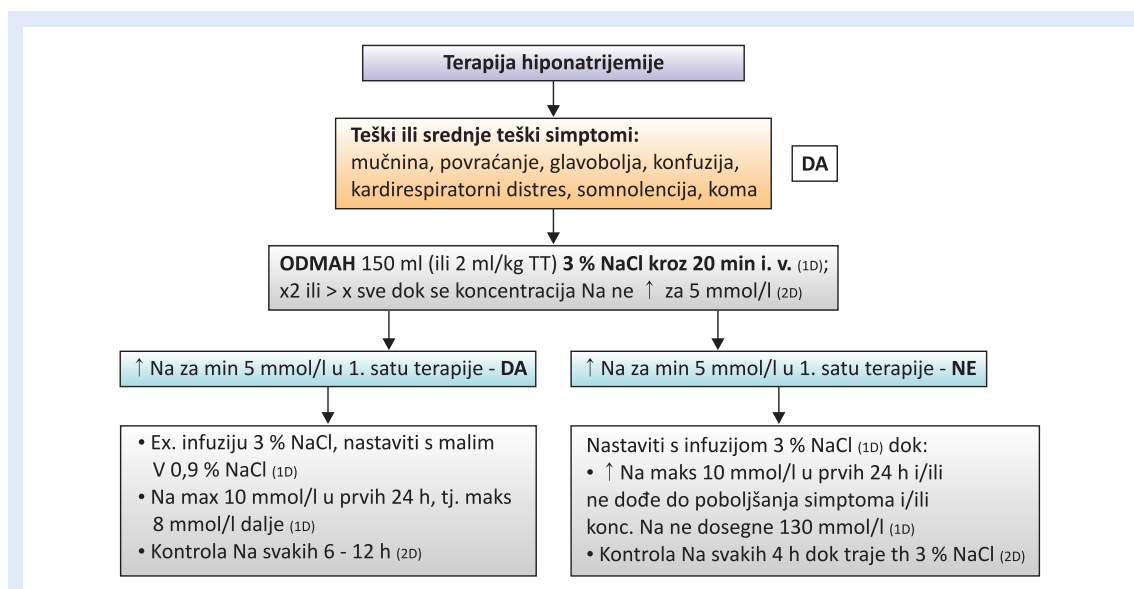 Terapija hiponatrijemije
Teški ili srednje teški simptomi:
mučnina, povraćanje, glavobolja, konfuzija,
kardirespiratorni distres, somnolencija, koma
DA
ODMAH 150 ml (ili 2 ml/kg TT) 3 % NaCl kroz 20 min i. v. (1D);
x2 ili > x sve dok se koncentracija Na ne ↑ za 5 mmol/l (2D)
↑ Na za min 5 mmol/l u 1. satu terapije - DA
• Ex. infuziju 3 % NaCl, nastaviti s malim
V 0,9 % NaCl (1D)
• Na max 10 mmol/l u prvih 24 h, tj. maks
8 mmol/l dalje (1D)
• Kontrola Na svakih 6 - 12 h (2D)
↑ Na za min 5 mmol/l u 1. satu terapije - NE
Nastaviti s infuzijom 3 % NaCl (1D) dok:
• ↑ Na maks 10 mmol/l u prvih 24 h i/ili
ne dođe do poboljšanja simptoma i/ili
konc. Na ne dosegne 130 mmol/l (1D)
• Kontrola Na svakih 4 h dok traje th 3 % NaCl (2D)